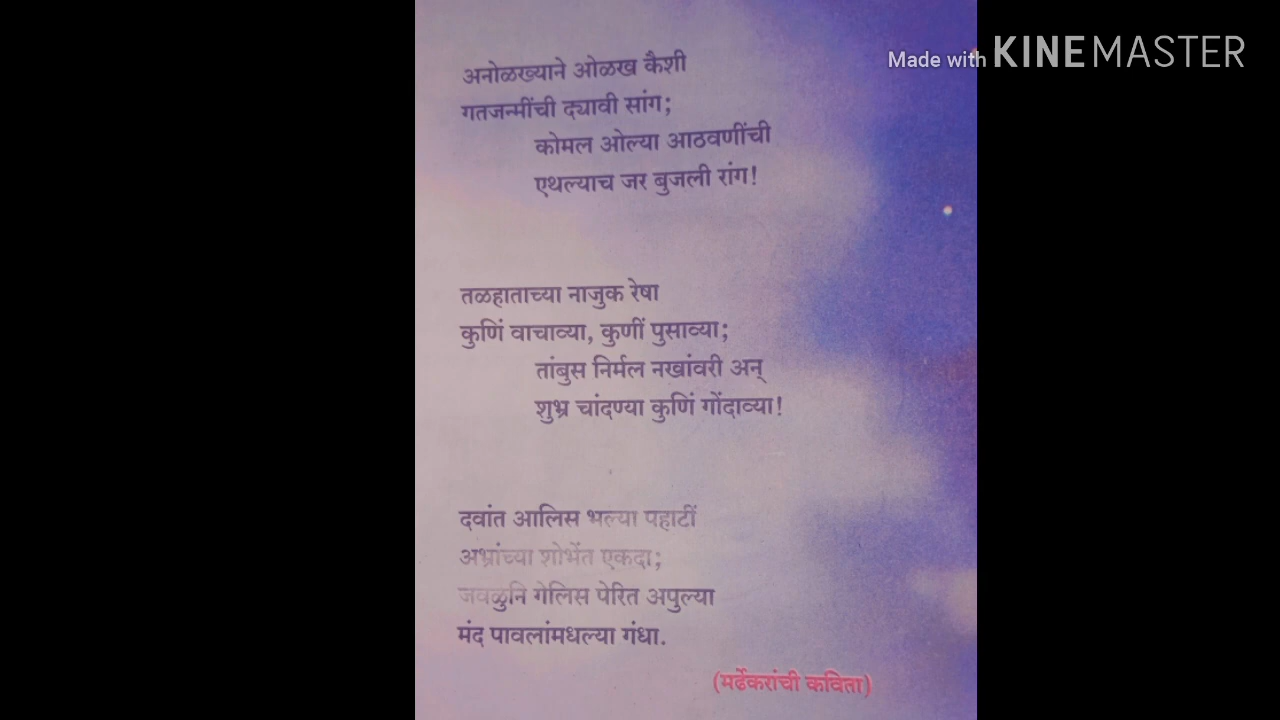 Made with KINEMASTER
अनोळख्याने ओळख कैशी
गतजन्मींची द्यावी सांग;
कोमल ओल्या आठवणींची
एथल्याच जर बुजली रांग!
तळहाताच्या नाजुक रेषा
कुणिं वाचाव्या, कुणीं पुसाव्या;
तांबुस निर्मल नखांवरी अन्
शुभ्र चांदण्या कुणिं गोंदाव्या!
दवांत आलिस भल्या पहाटीं
अभ्रांच्या शोभेंत एकदा;
जवळुनि गेलिस पेरित अपुल्या
मंद पावलांमधल्या गंधा.
(मर्ढेकरांची कविता)